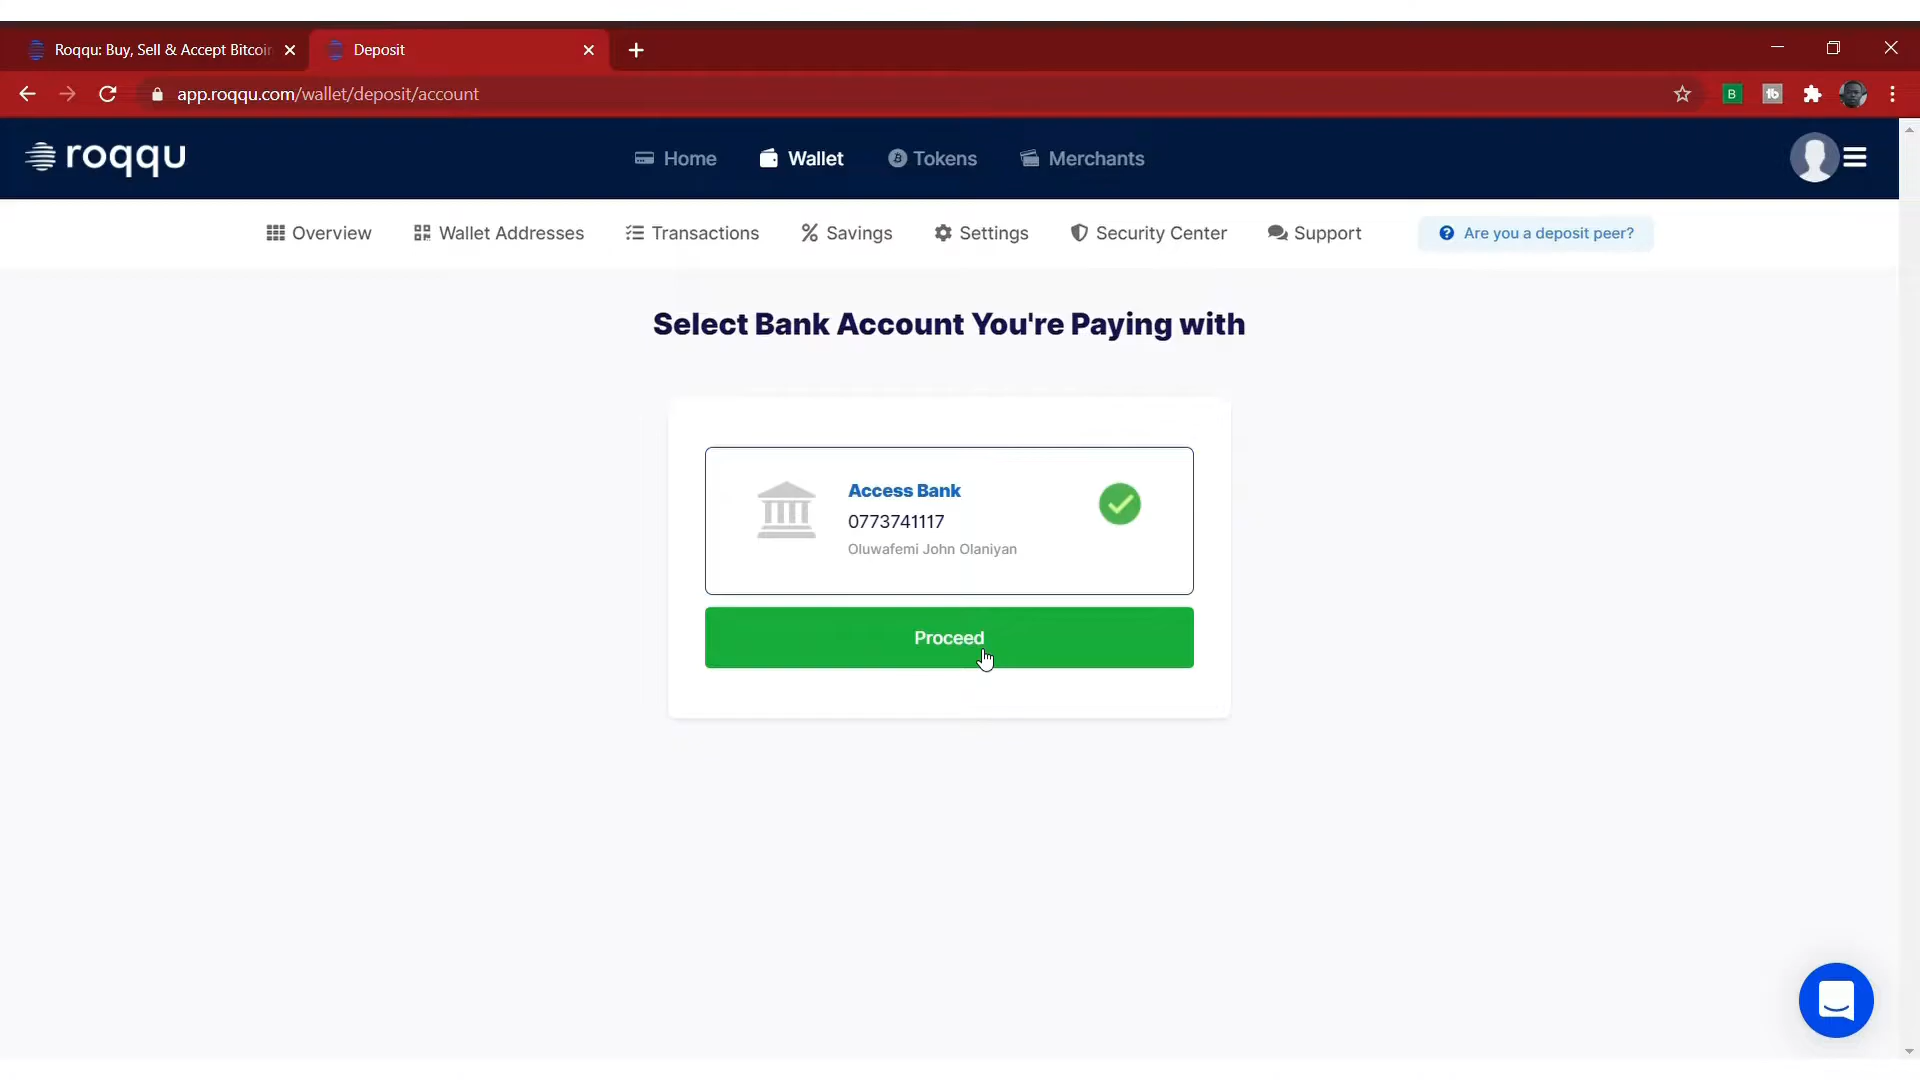 Roqqu: Buy, Sell & Accept Bitcoin
Deposit
app.roqqu.com/wallet/deposit/account
B
tb
roqqu
Home
Wallet
Tokens
Merchants
Overview
Wallet Addresses
Transactions
Savings
Settings
Security Center
Support
Are you a deposit peer?
Select Bank Account You're Paying with
Access Bank
0773741117
Oluwafemi John Olaniyan
Proceed